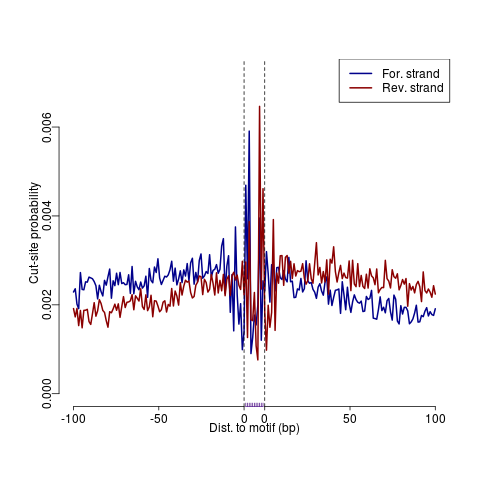 For. strand
Rev. strand
Cut-site probability
0.006
0.004
0.002
0.000
-100 -50 0 0 50 100
Dist. to motif (bp)